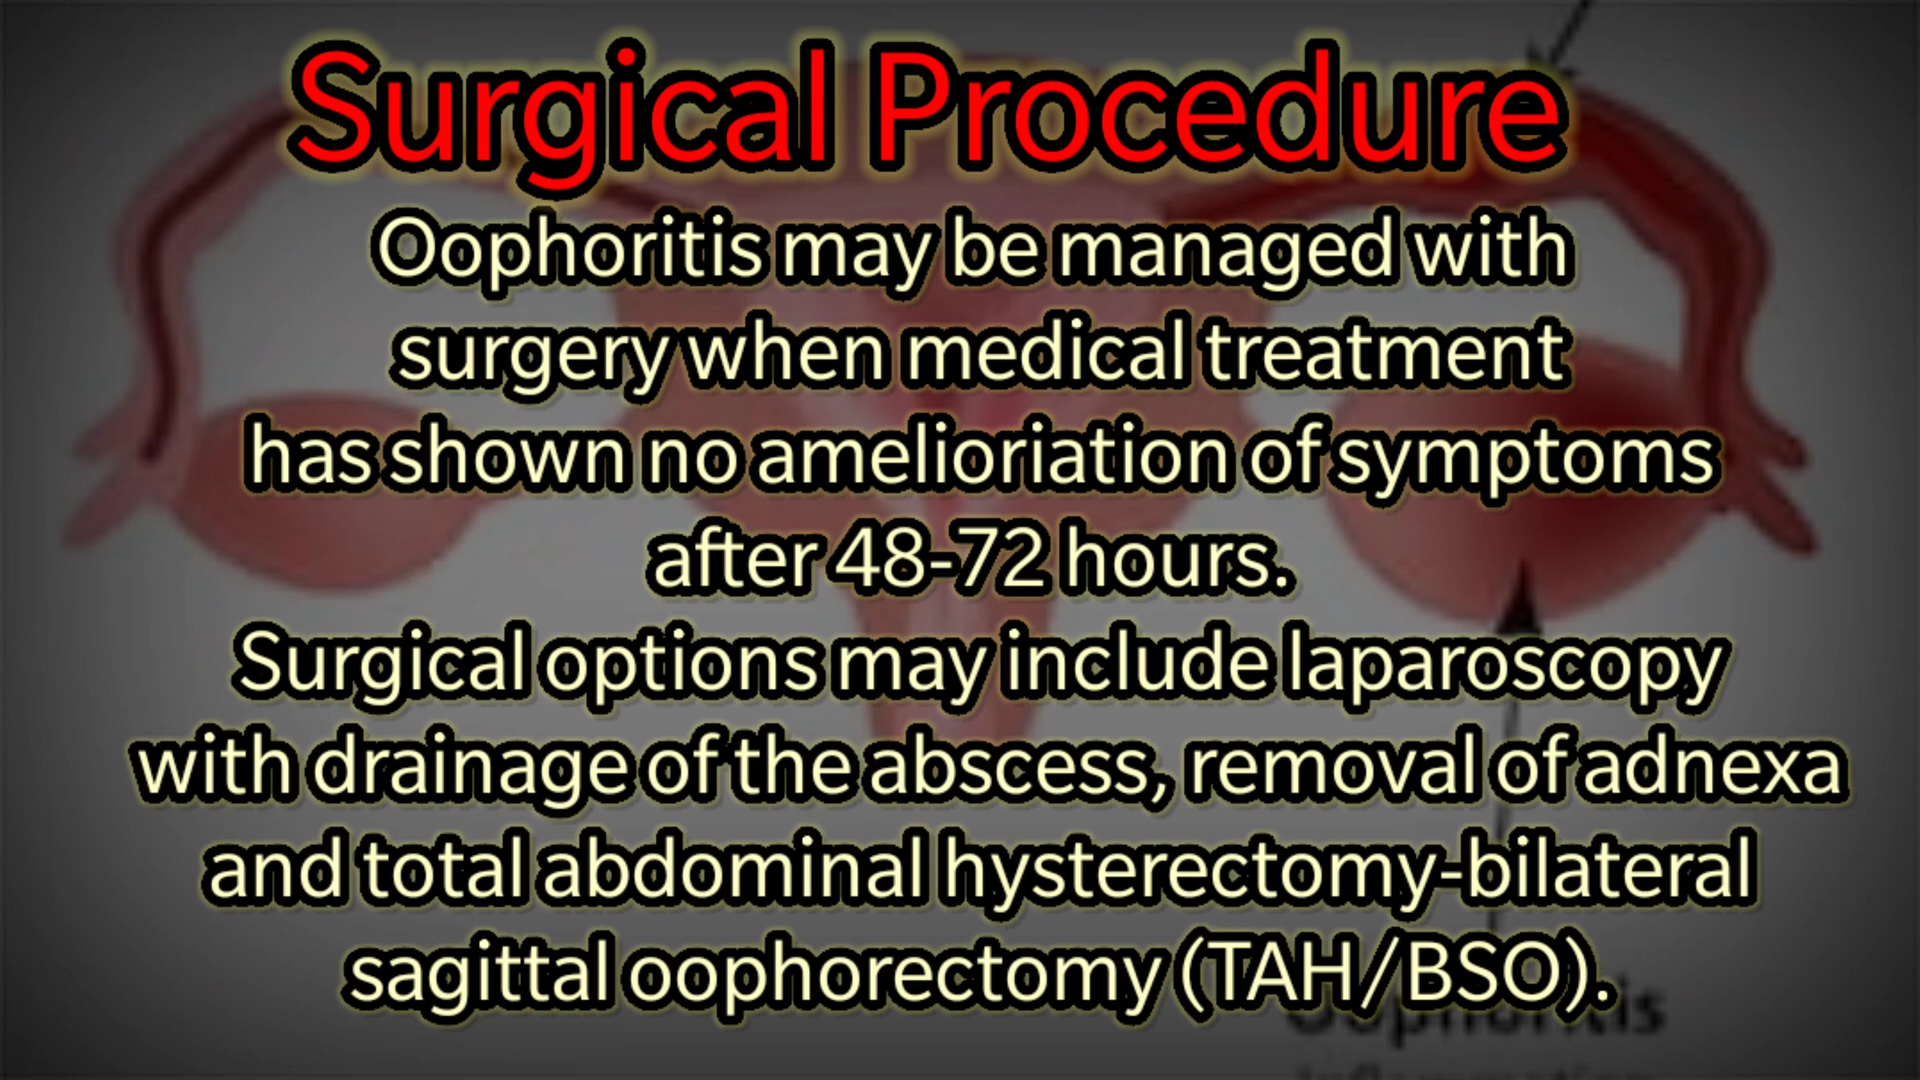 Surgical Procedure
Oophoritis may be managed with
surgery when medical treatment
has shown no amelioriation of symptoms
after 48-72 hours.
Surgical options may include laparoscopy
with drainage of the abscess, removal of adnexa
and total abdominal hysterectomy-bilateral
sagittal oophorectomy (TAH/BSO).
Oophoritis